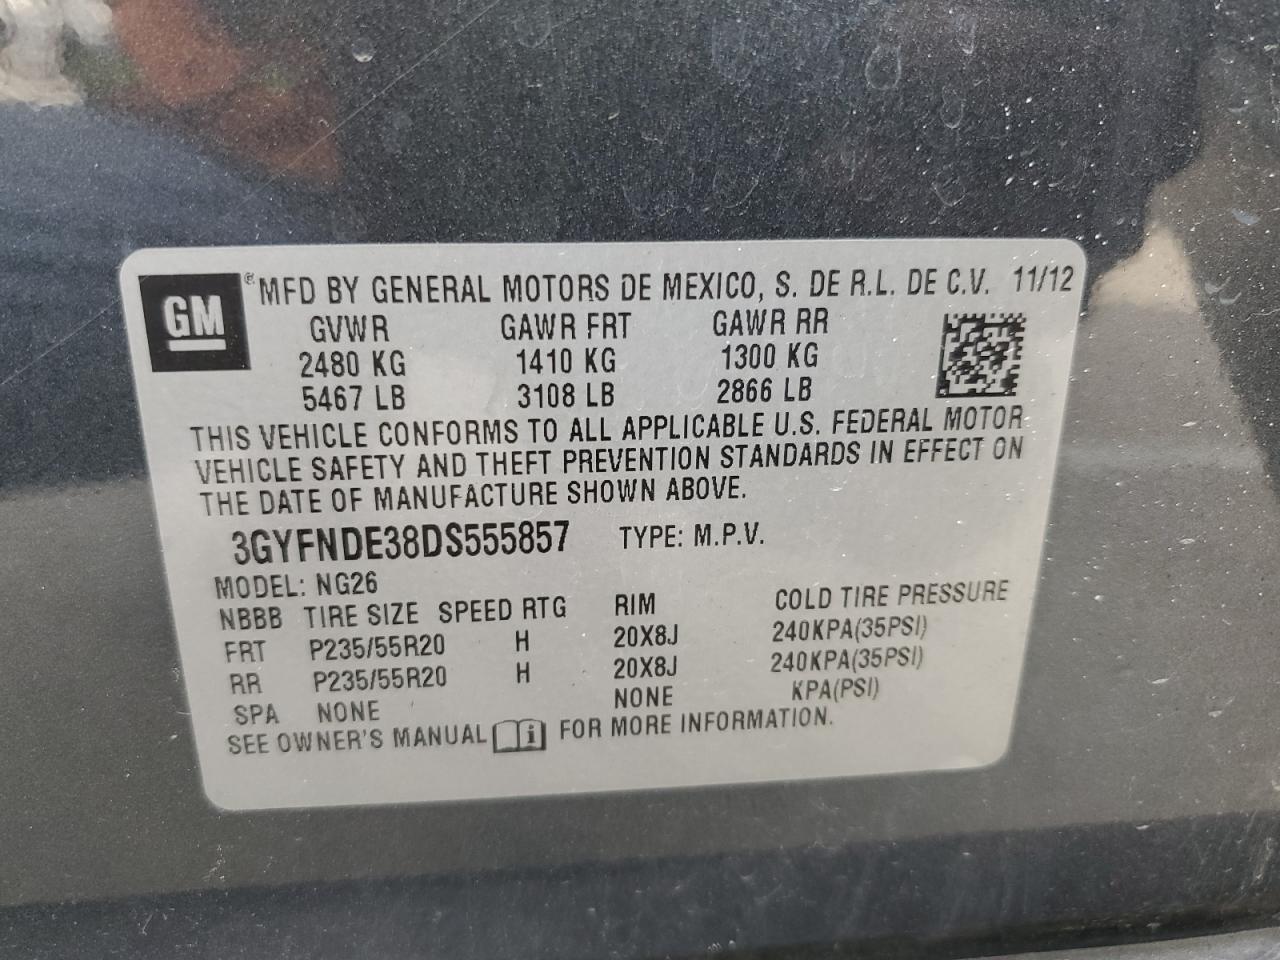 GM ® MFD BY GENERAL MOTORS DE MEXICO, S. DE R.L. DE C.V. 11/12
GVWR GAWR FRT GAWR RR
2480 KG 1410 KG 1300 KG
5467 LB 3108 LB 2866 LB
THIS VEHICLE CONFORMS TO ALL APPLICABLE U.S. FEDERAL MOTOR
VEHICLE SAFETY AND THEFT PREVENTION STANDARDS IN EFFECT ON
THE DATE OF MANUFACTURE SHOWN ABOVE.
3GYFNDE38DS555857 TYPE: M.P.V.
MODEL: NG26
NBBB TIRE SIZE SPEED RTG RIM COLD TIRE PRESSURE
FRT P235/55R20 H 20X8J 240KPA(35PSI)
RR P235/55R20 H 20X8J 240KPA(35PSI)
SPA NONE NONE KPA(PSI)
SEE OWNER'S MANUAL i FOR MORE INFORMATION.